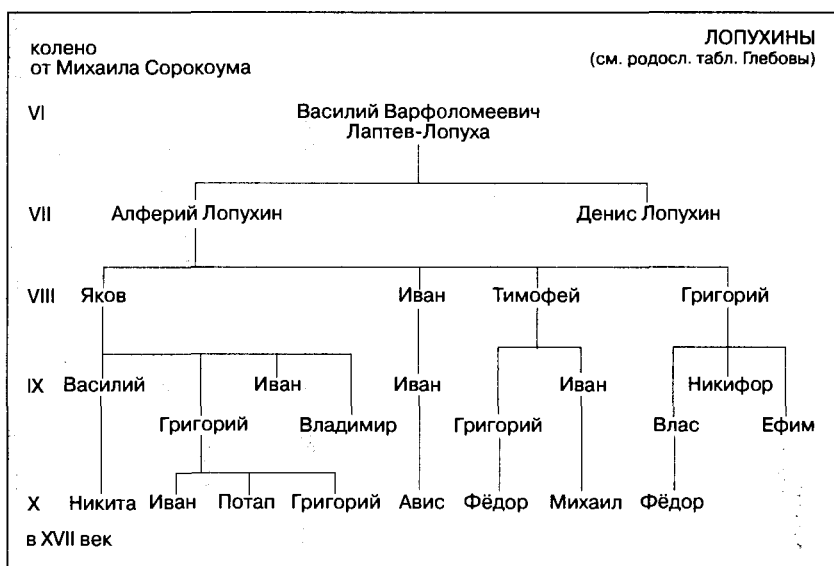 колено
от Михаила Сорокоума
ЛОПУХИНЫ
(см. родосл. табл. Глебовы)
VI Василий Варфоломеевич
Лаптев-Лопуха
VII Алферий Лопухин Денис Лопухин
VIII Яков Иван Тимофей Григорий
IX Василий Иван Иван Иван Никифор
Григорий Владимир Григорий Влас Ефим
X Никита Иван Потап Григорий Авис Фёдор Михаил Фёдор
в XVII век